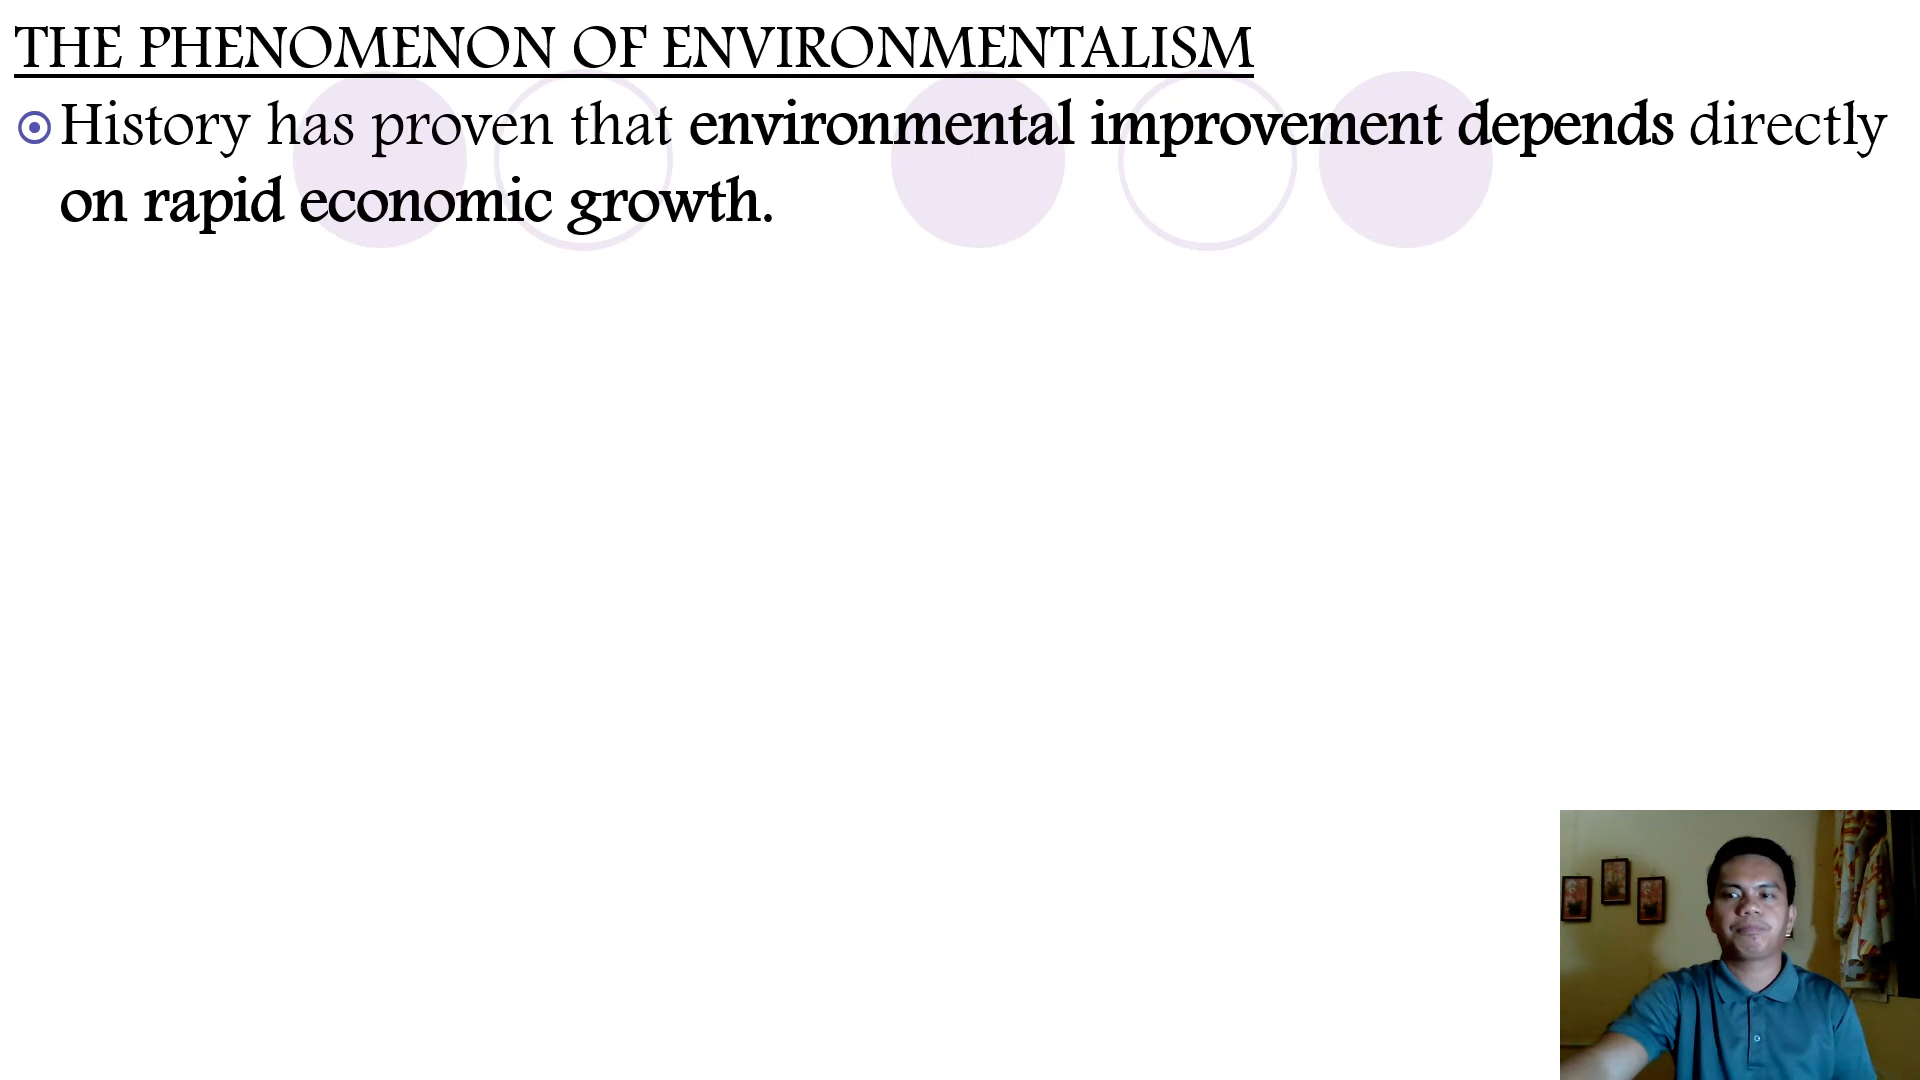 THE PHENOMENON OF ENVIRONMENTALISM
History has proven that environmental improvement depends directly
on rapid economic growth.